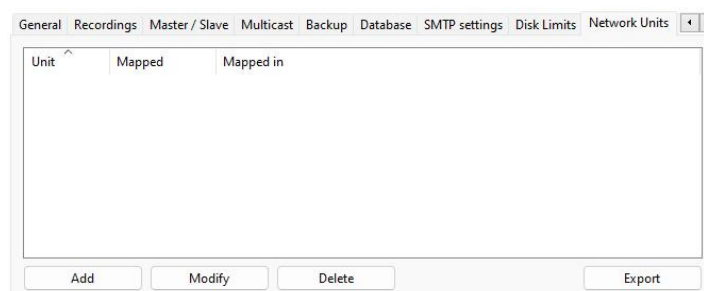 General Recordings Master / Slave Multicast Backup Database SMTP settings Disk Limits Network Units
Unit Mapped Mapped in
Add Modify Delete Export